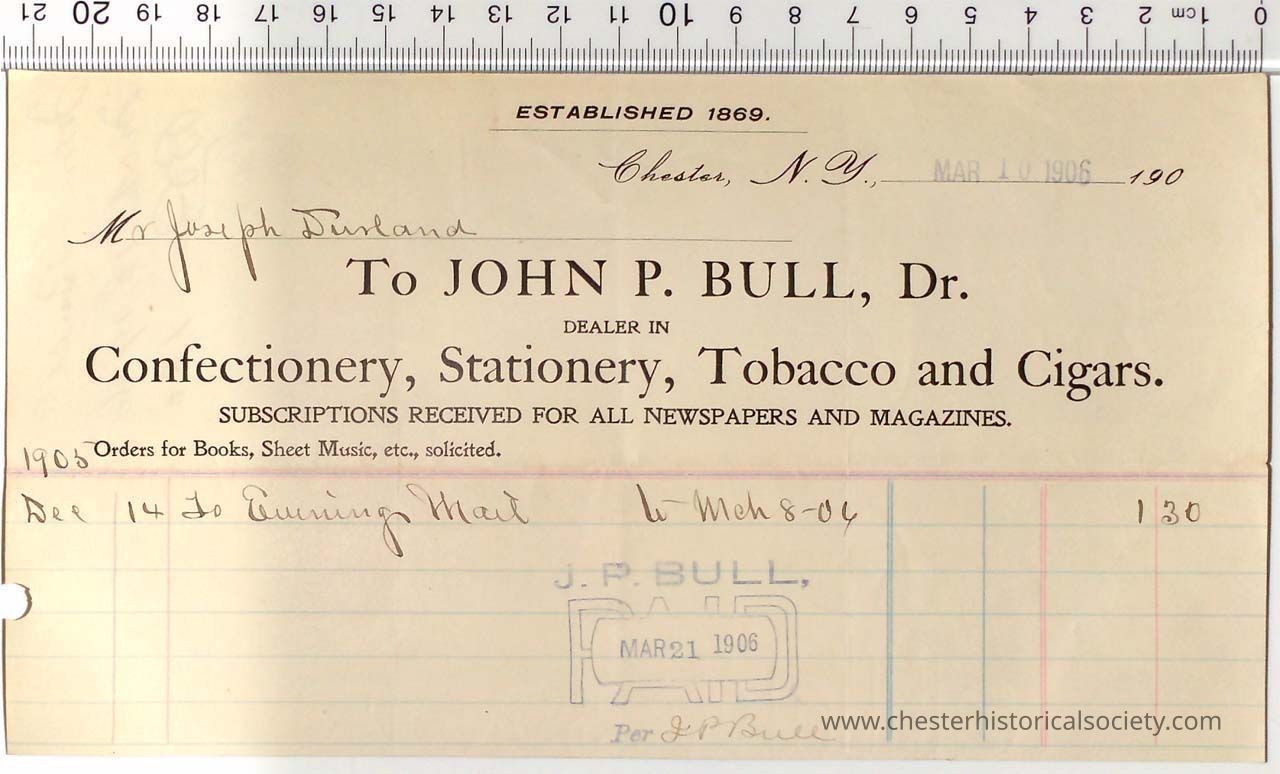 21 20 19 18 17 16 15 14 13 12 11 10 9 8 7 6 5 4 3 2 1cm 0
ESTABLISHED 1869.
Chester, N. Y., MAR 10 1906 190
Mr Joseph Durland
To JOHN P. BULL, Dr.
DEALER IN
Confectionery, Stationery, Tobacco and Cigars.
SUBSCRIPTIONS RECEIVED FOR ALL NEWSPAPERS AND MAGAZINES.
Orders for Books, Sheet Music, etc., solicited.
1905
Dec 14 To Evening Mail to Mch 8-06 1 30
J. P. BULL,
PAID
MAR 21 1906
Per J P Bull
www.chesterhistoricalsociety.com